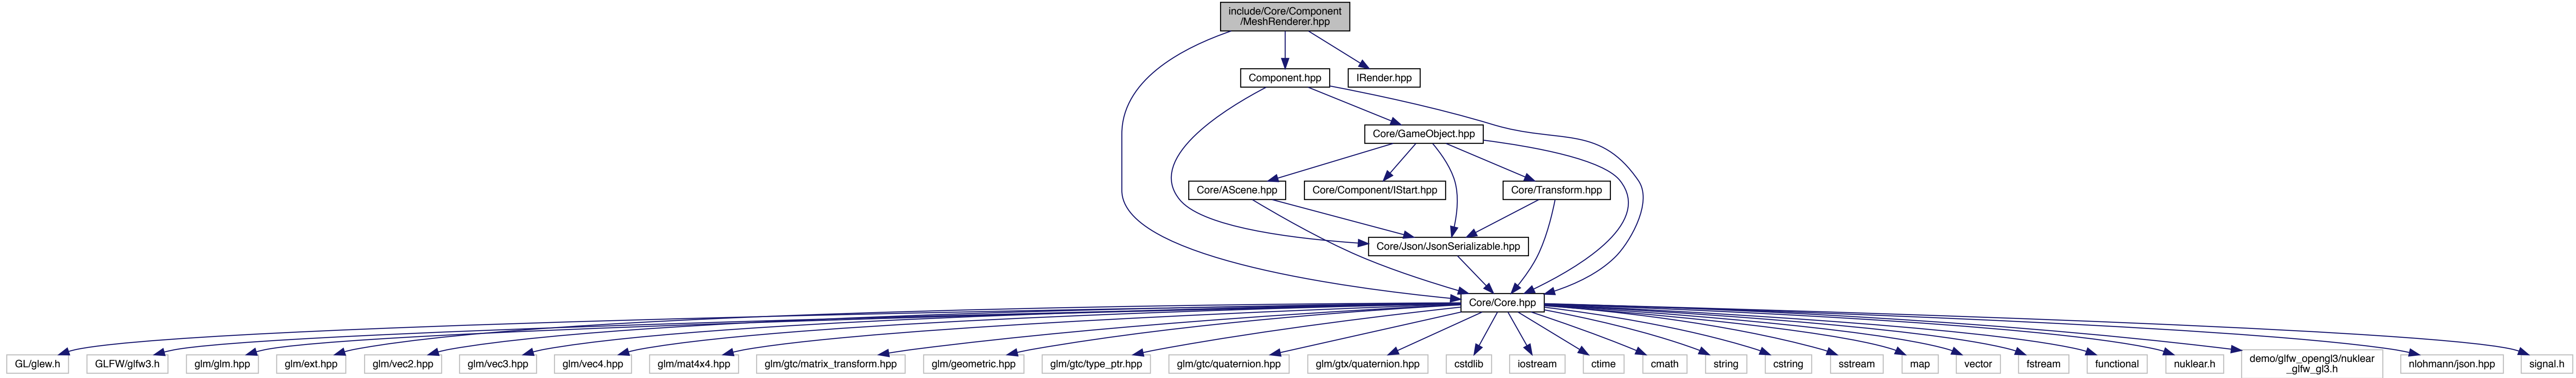 include/Core/Component
/MeshRenderer.hpp
Component.hpp
IRender.hpp
Core/GameObject.hpp
Core/AScene.hpp
Core/Component/IStart.hpp
Core/Transform.hpp
Core/Json/JsonSerializable.hpp
Core/Core.hpp
GL/glew.h
GLFW/glfw3.h
glm/glm.hpp
glm/ext.hpp
glm/vec2.hpp
glm/vec3.hpp
glm/vec4.hpp
glm/mat4x4.hpp
glm/gtc/matrix_transform.hpp
glm/geometric.hpp
glm/gtc/type_ptr.hpp
glm/gtc/quaternion.hpp
glm/gtx/quaternion.hpp
cstdlib
iostream
ctime
cmath
string
cstring
sstream
map
vector
fstream
functional
nuklear.h
demo/glfw_opengl3/nuklear
_glfw_gl3.h
nlohmann/json.hpp
signal.h